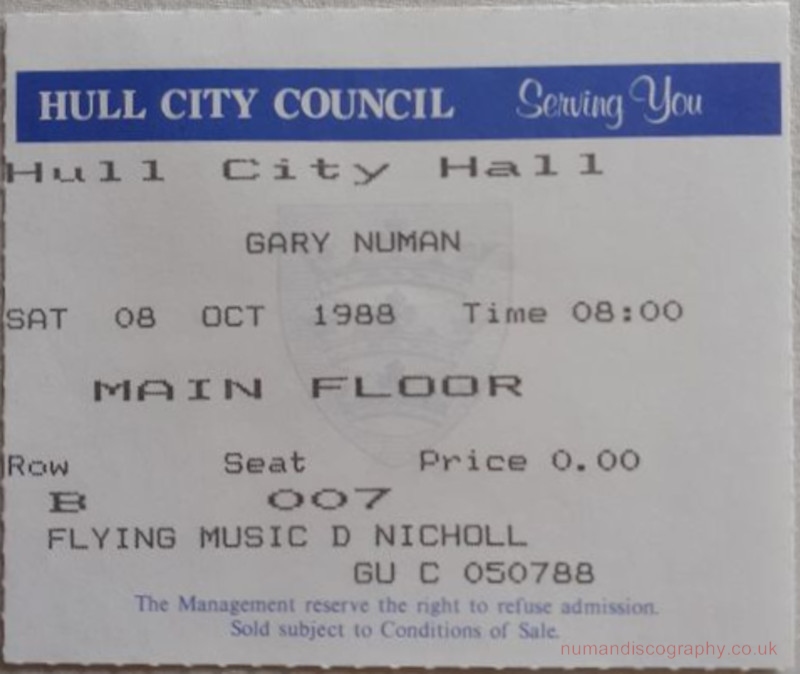 HULL CITY COUNCIL Serving You
Hull City Hall
GARY NUMAN
SAT 08 OCT 1988 Time 08:00
MAIN FLOOR
Row Seat Price 0.00
B 007
FLYING MUSIC D NICHOLL
GU C 050788
The Management reserve the right to refuse admission.
Sold subject to Conditions of Sale.
numandiscography.co.uk